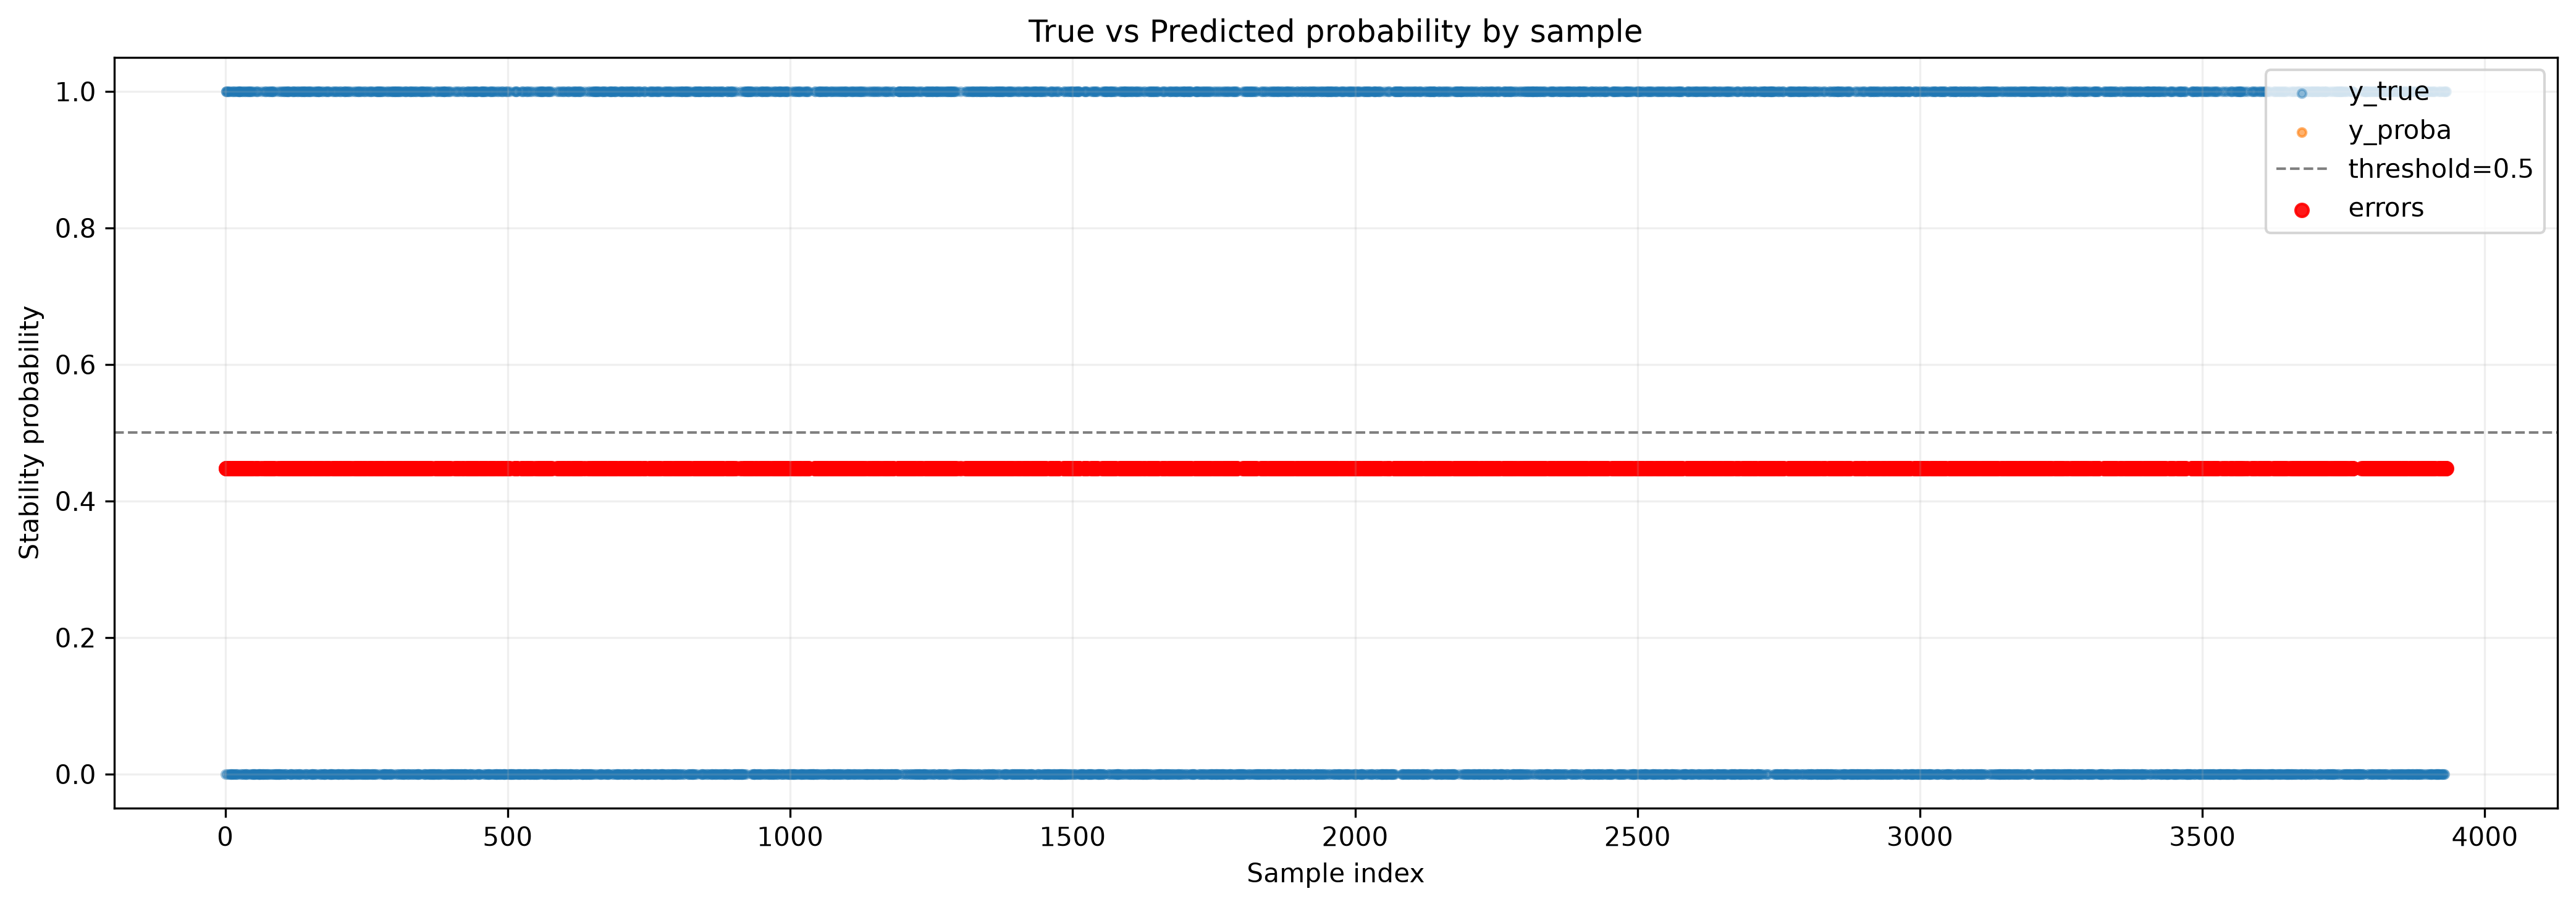 True vs Predicted probability by sample
1.0
0.8
0.6
0.4
0.2
0.0
Stability probability
y_true
y_proba
threshold=0.5
errors
0 500 1000 1500 2000 2500 3000 3500 4000
Sample index